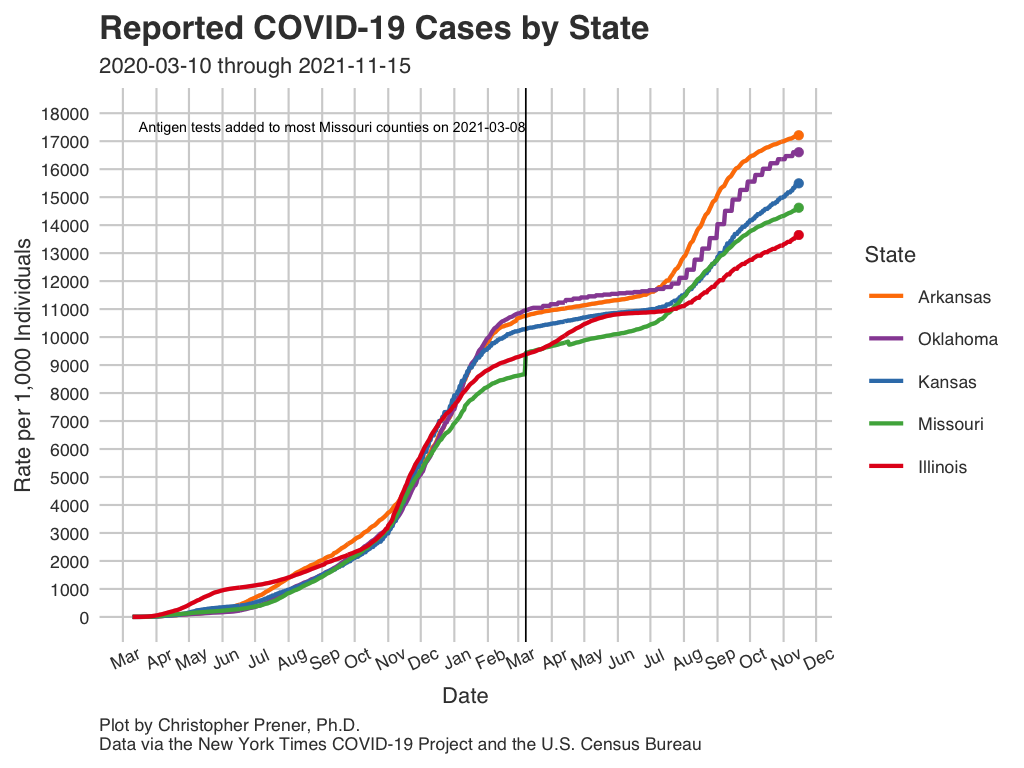 Reported COVID-19 Cases by State
2020-03-10 through 2021-11-15
Rate per 1,000 Individuals
18000
17000
16000
15000
14000
13000
12000
11000
10000
9000
8000
7000
6000
5000
4000
3000
2000
1000
0
Antigen tests added to most Missouri counties on 2021-03-08
Mar Apr May Jun Jul Aug Sep Oct Nov Dec Jan Feb Mar Apr May Jun Jul Aug Sep Oct Nov Dec
Date
State
Arkansas
Oklahoma
Kansas
Missouri
Illinois
Plot by Christopher Prener, Ph.D.
Data via the New York Times COVID-19 Project and the U.S. Census Bureau